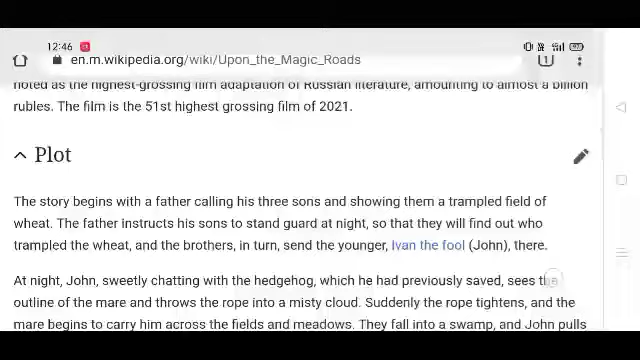 12:46
en.m.wikipedia.org/wiki/Upon_the_Magic_Roads
1
noted as the highest-grossing film adaptation of Russian literature, amounting to almost a billion
rubles. The film is the 51st highest grossing film of 2021.
Plot
The story begins with a father calling his three sons and showing them a trampled field of
wheat. The father instructs his sons to stand guard at night, so that they will find out who
trampled the wheat, and the brothers, in turn, send the younger, Ivan the fool (John), there.
At night, John, sweetly chatting with the hedgehog, which he had previously saved, sees the
outline of the mare and throws the rope into a misty cloud. Suddenly the rope tightens, and the
mare begins to carry him across the fields and meadows. They fall into a swamp, and John pulls